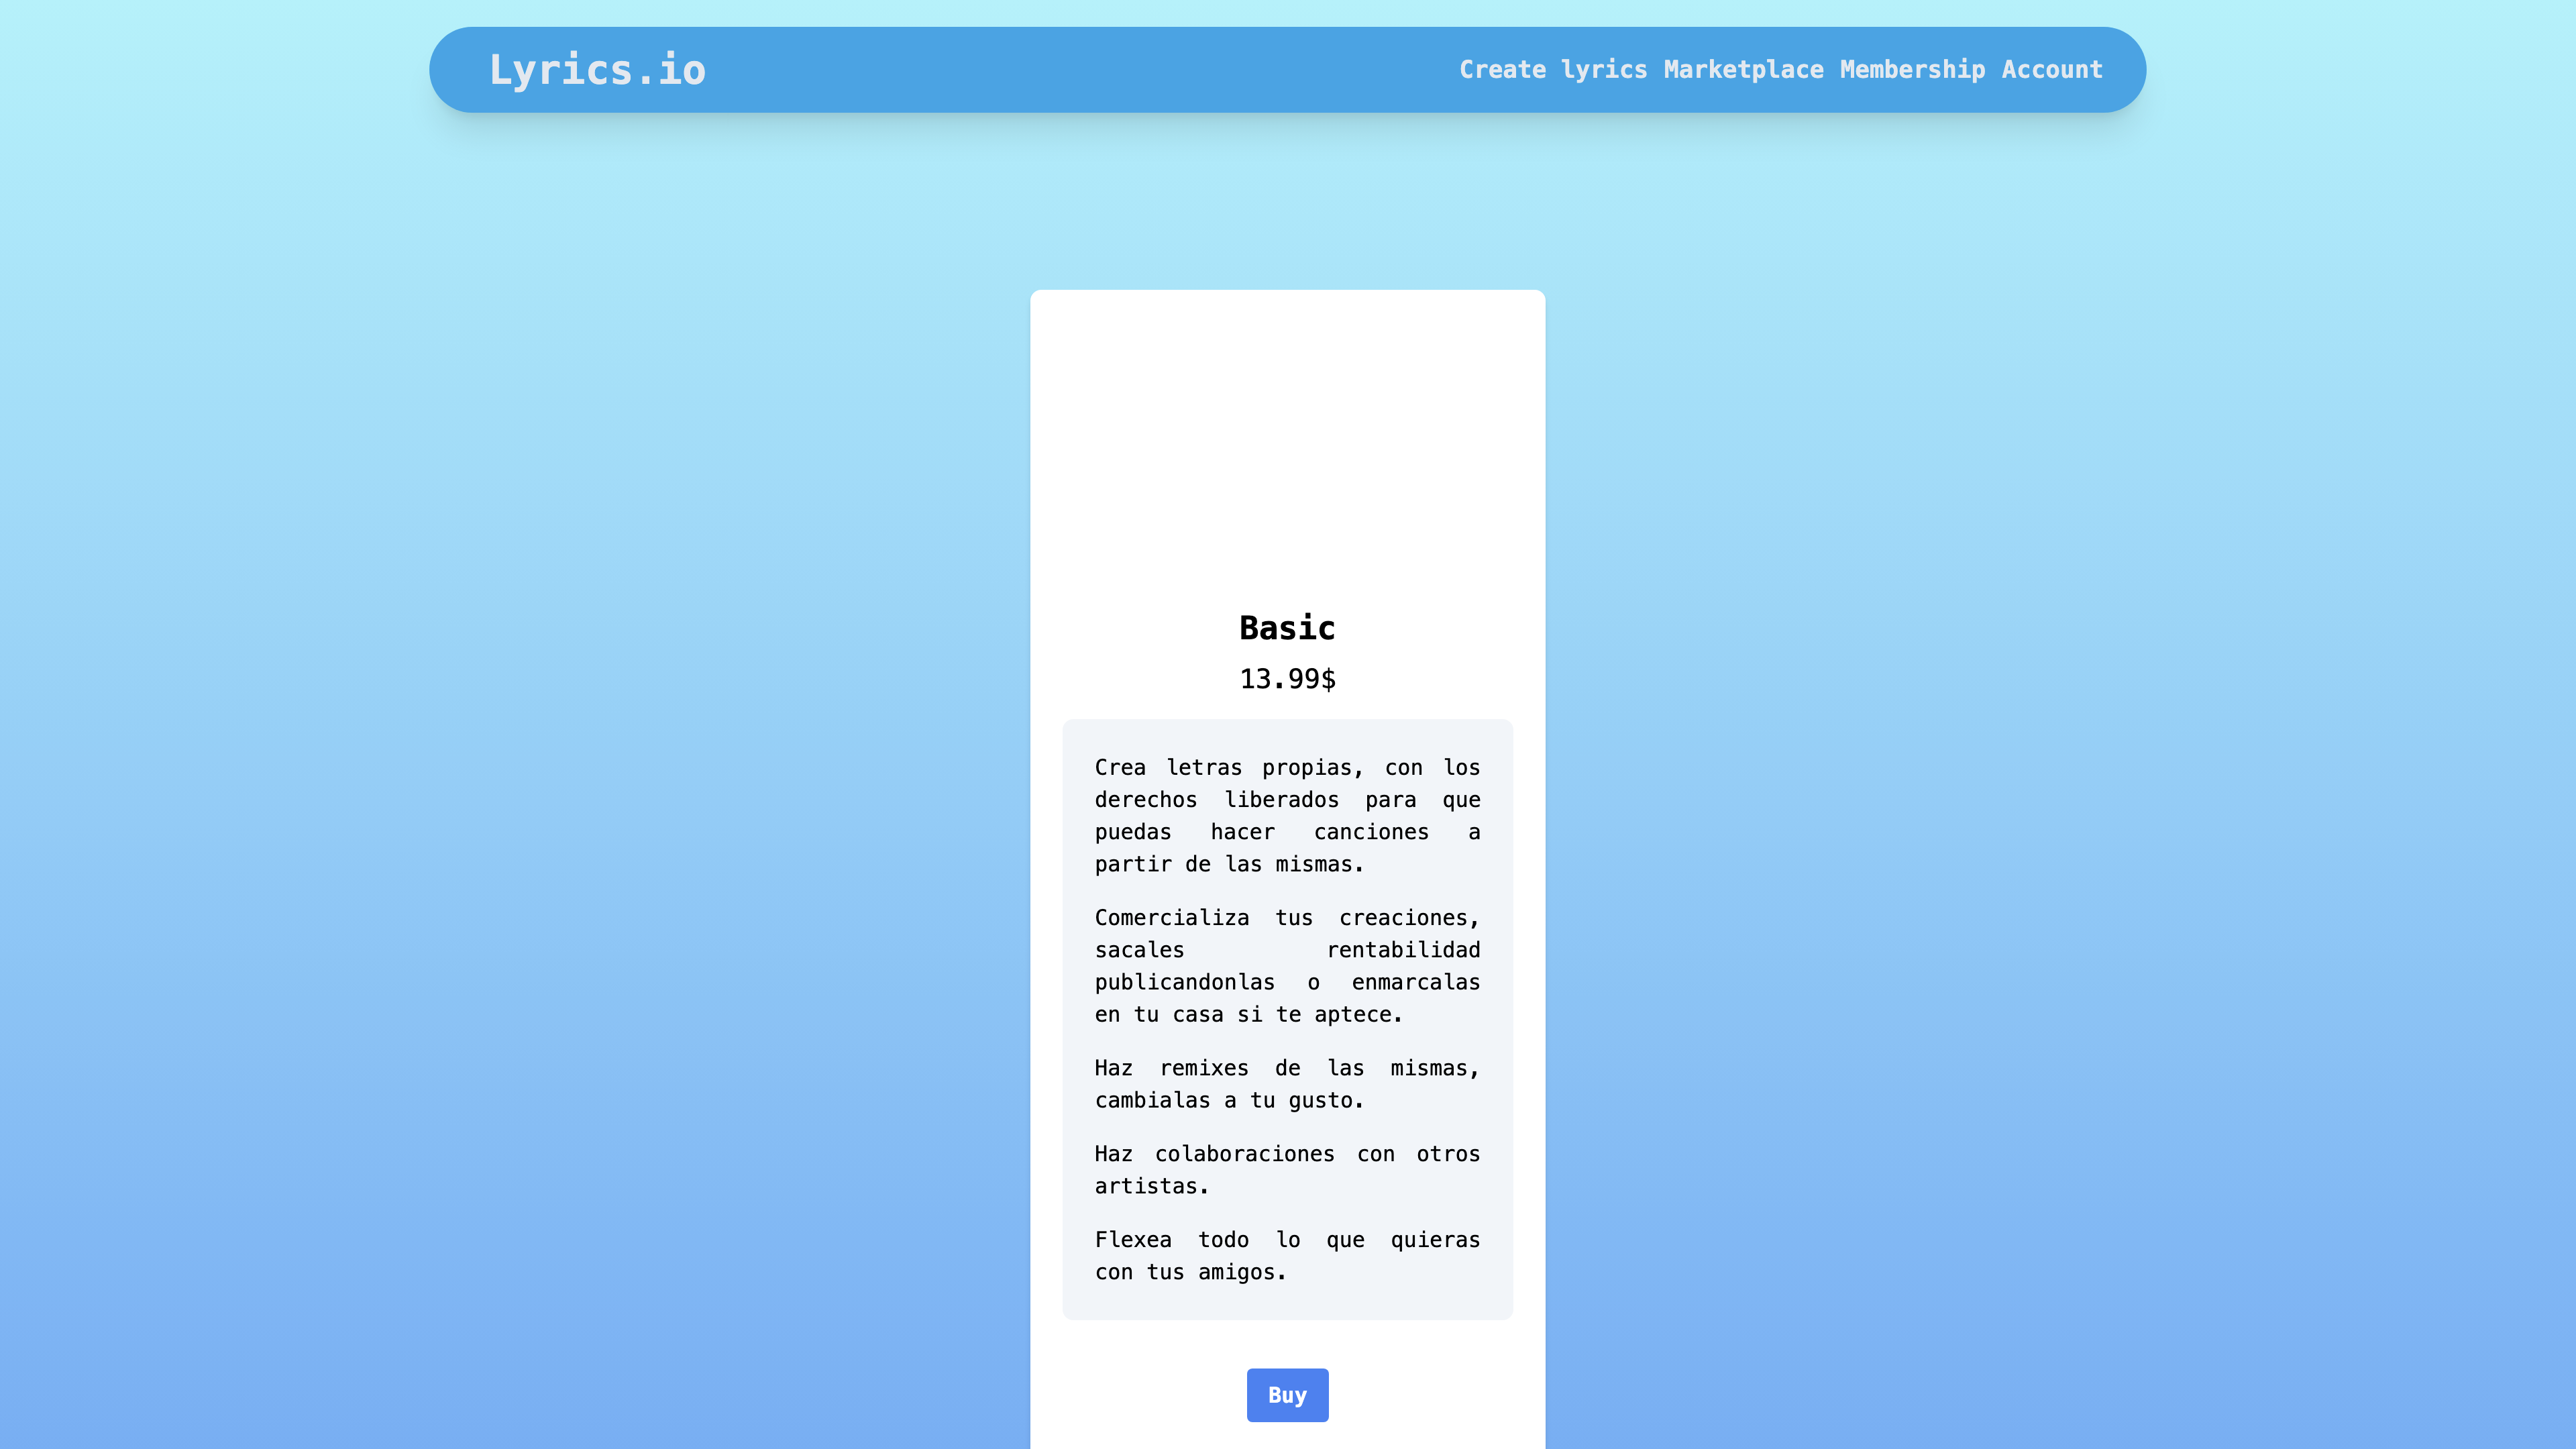 Lyrics.io
Create lyrics Marketplace Membership Account
Basic
13.99$
Crea letras propias, con los
derechos liberados para que
puedas hacer canciones a
partir de las mismas.
Comercializa tus creaciones,
sacales rentabilidad
publicandonlas o enmarcalas
en tu casa si te aptece.
Haz remixes de las mismas,
cambialas a tu gusto.
Haz colaboraciones con otros
artistas.
Flexea todo lo que quieras
con tus amigos.
Buy